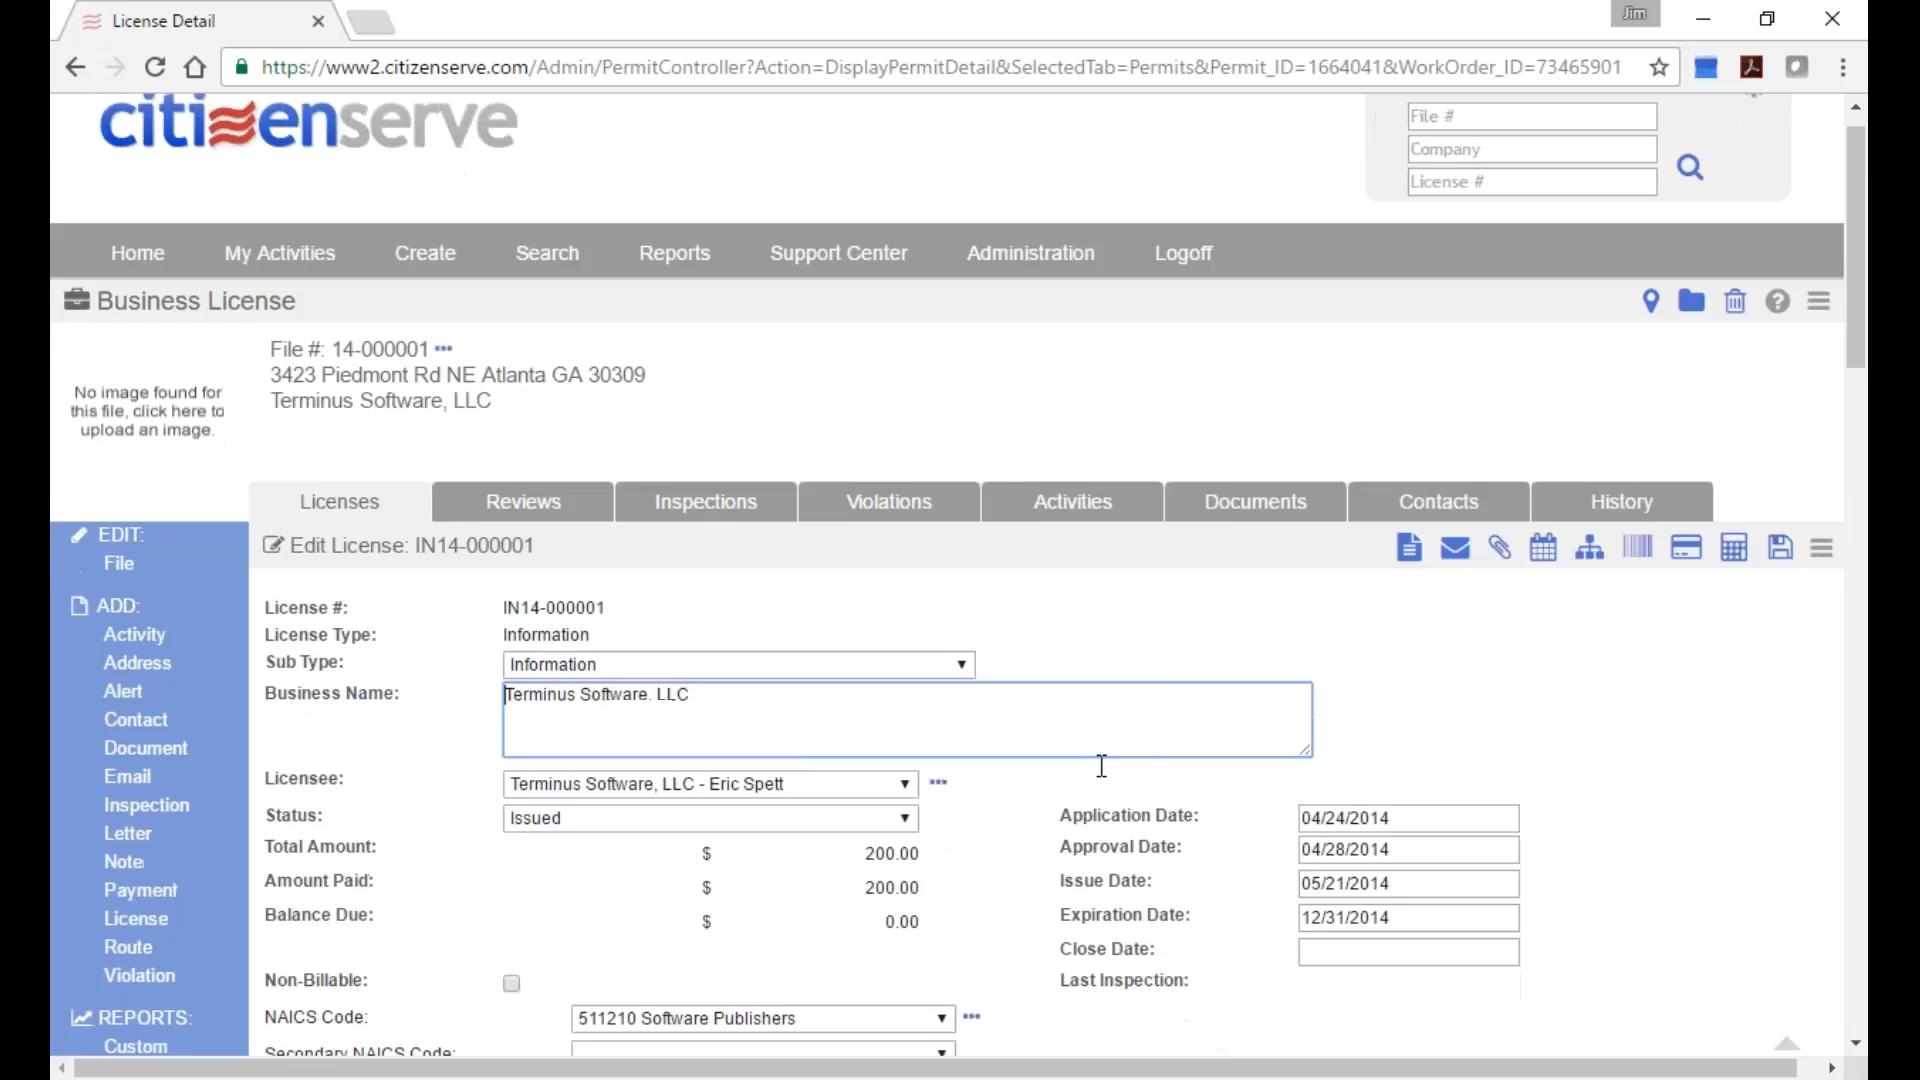 License Detail
Jim
https://www2.citizenserve.com/Admin/PermitController?Action=DisplayPermitDetail&SelectedTab=Permits&Permit_ID=1664041&WorkOrder_ID=73465901
citizenserve
File #
Company
License #
Home My Activities Create Search Reports Support Center Administration Logoff
Business License
File #: 14-000001
3423 Piedmont Rd NE Atlanta GA 30309
Terminus Software, LLC
No image found for
this file, click here to
upload an image.
Licenses Reviews Inspections Violations Activities Documents Contacts History
EDIT:
File
ADD:
Activity
Address
Alert
Contact
Document
Email
Inspection
Letter
Note
Payment
License
Route
Violation
REPORTS:
Custom
Edit License: IN14-000001
License #: IN14-000001
License Type: Information
Sub Type: Information
Business Name: Terminus Software, LLC
Licensee: Terminus Software, LLC - Eric Spett
Status: Issued
Application Date: 04/24/2014
Total Amount: $ 200.00
Approval Date: 04/28/2014
Amount Paid: $ 200.00
Issue Date: 05/21/2014
Balance Due: $ 0.00
Expiration Date: 12/31/2014
Close Date:
Non-Billable:
Last Inspection:
NAICS Code: 511210 Software Publishers
Secondary NAICS Code: